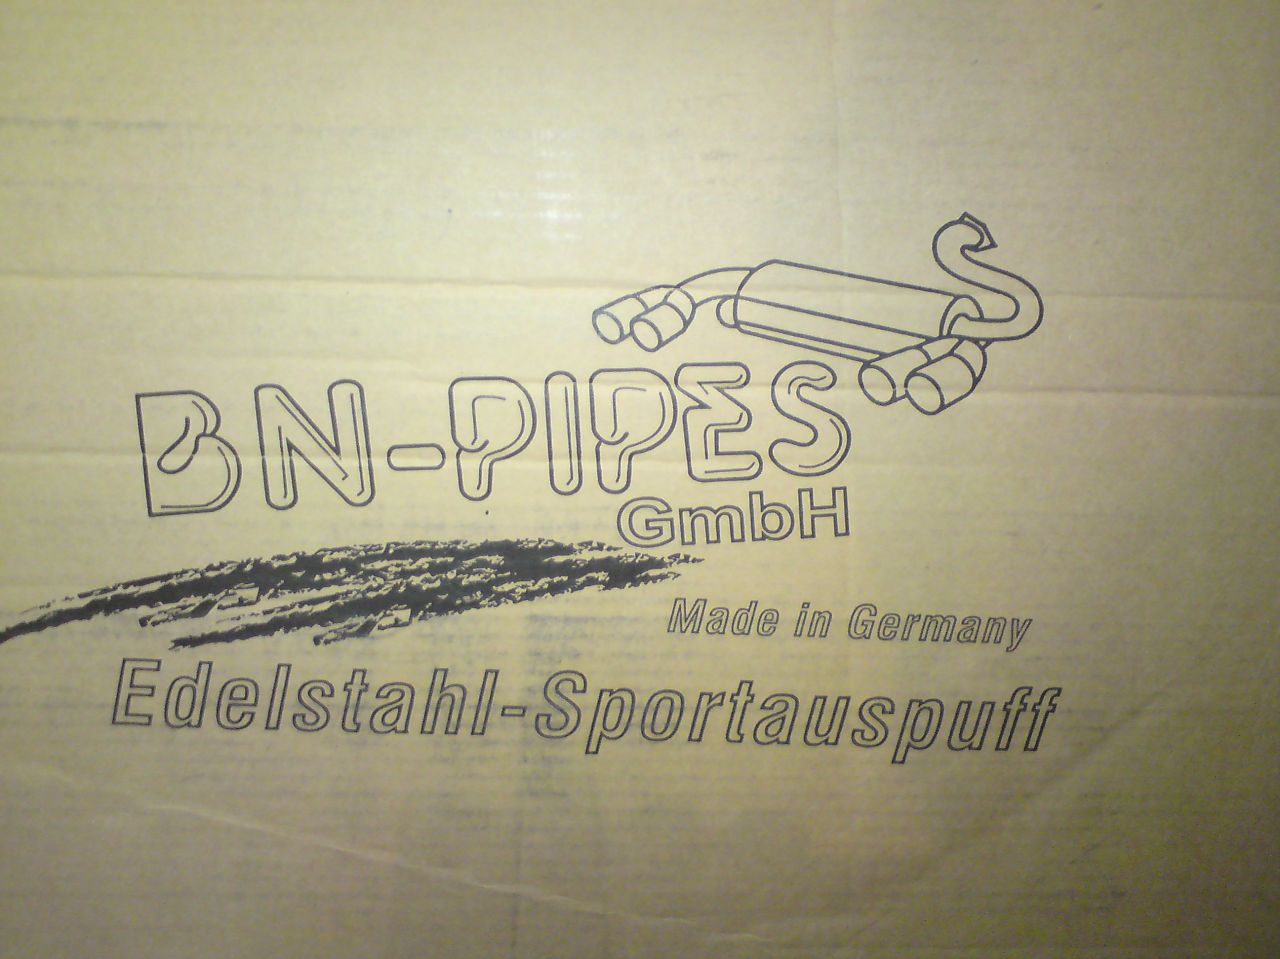 BN-PIPES
GmbH
Made in Germany
Edelstahl-Sportauspuff